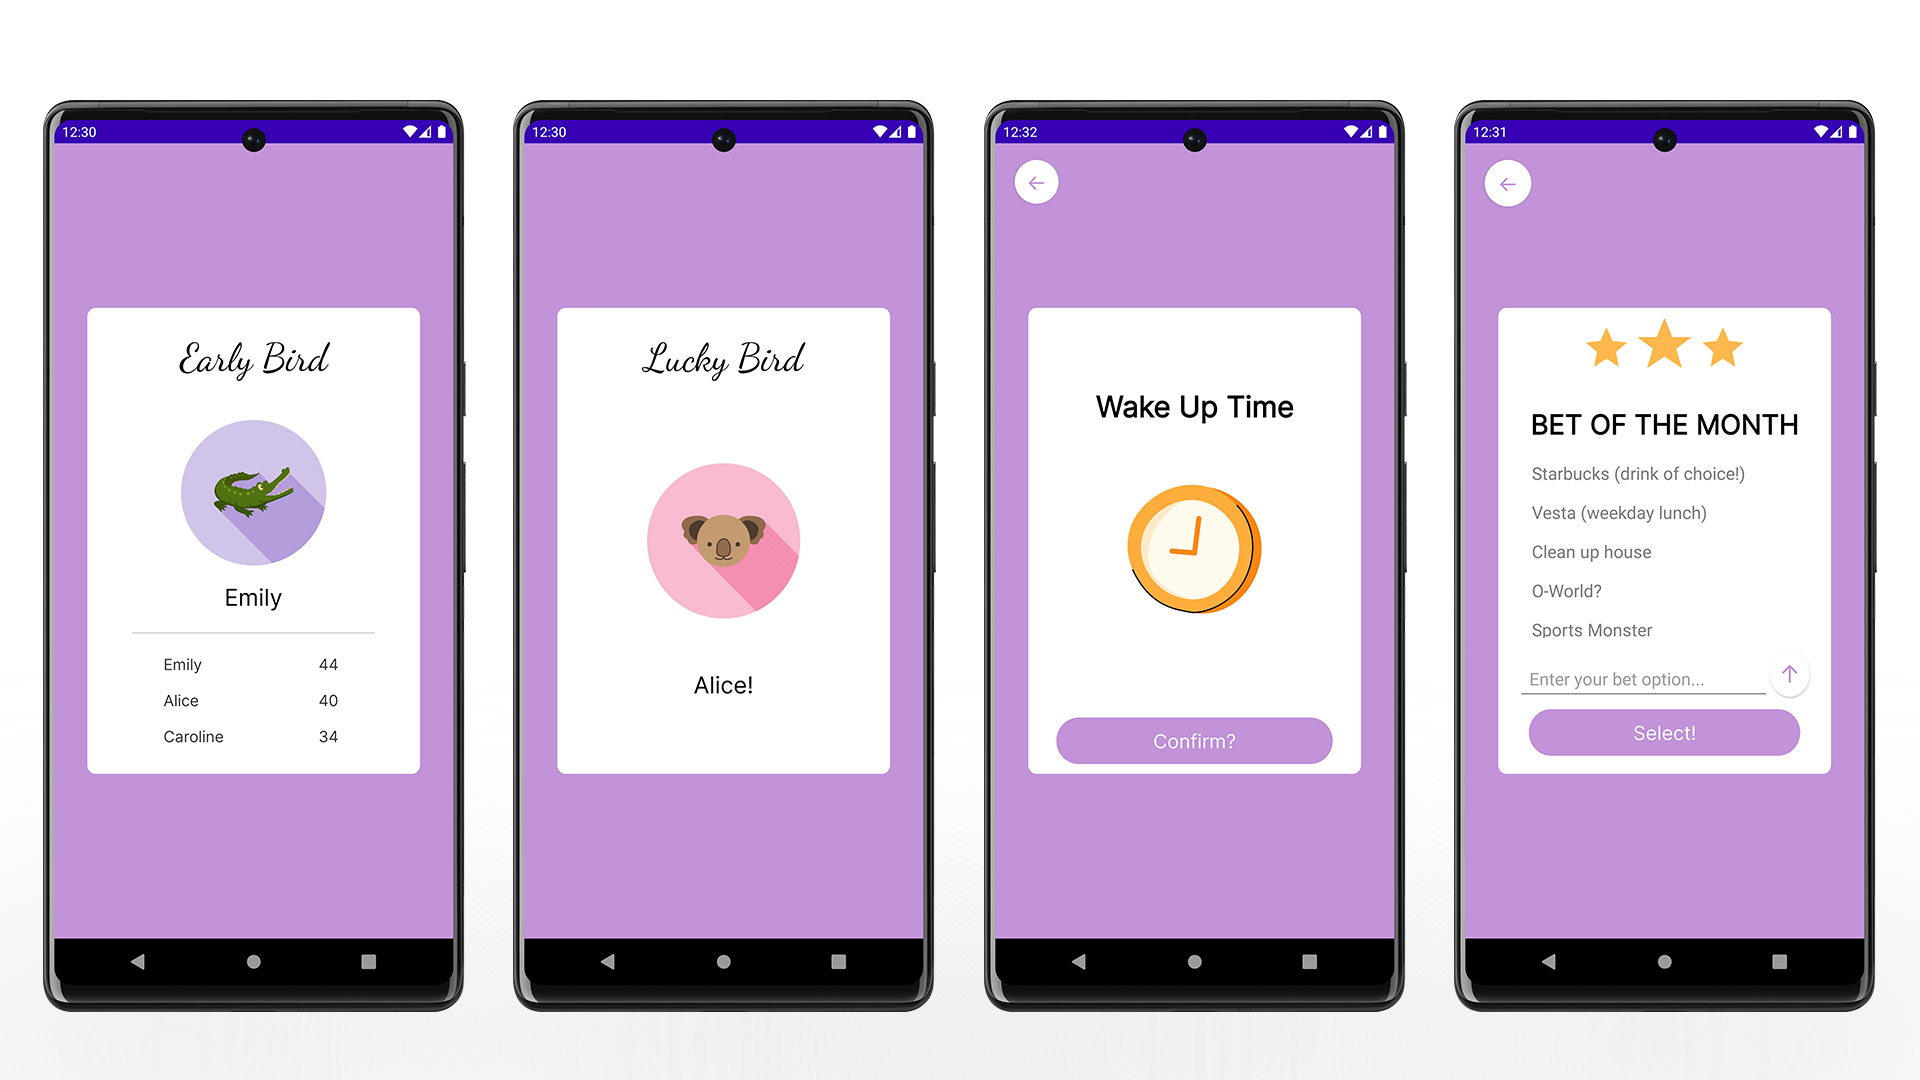 12:30
Early Bird
Emily
Emily 44
Alice 40
Caroline 34
12:30
Lucky Bird
Alice!
12:32
Wake Up Time
Confirm?
12:31
BET OF THE MONTH
Starbucks (drink of choice!)
Vesta (weekday lunch)
Clean up house
O-World?
Sports Monster
Enter your bet option...
Select!